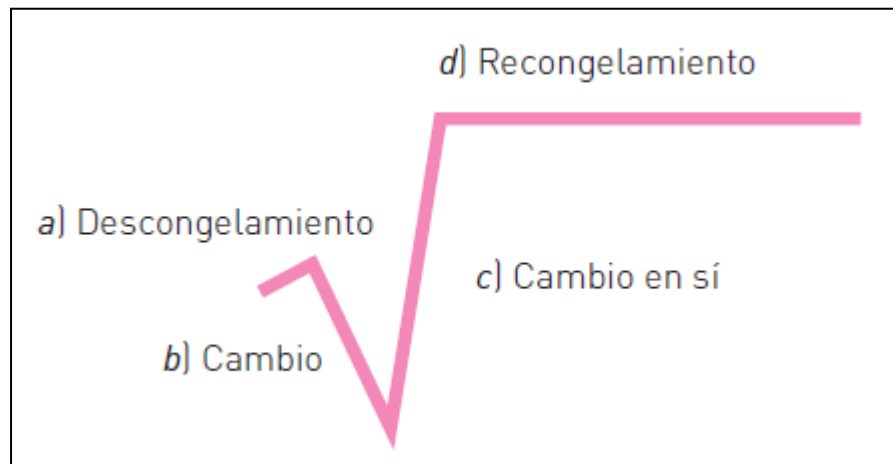 d) Recongelamiento
a) Descongelamiento
c) Cambio en sí
b) Cambio